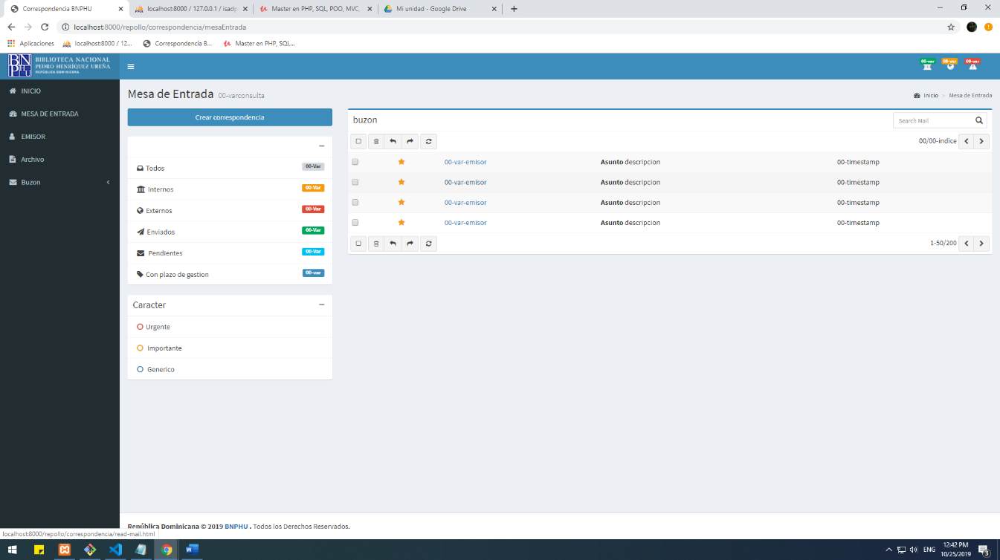 Correspondencia BNPHU
localhost:8000 / 127.0.0.1 / isadp
Master en PHP, SQL, POO, MVC,
Mi unidad - Google Drive
localhost:8000/repollo/correspondencia/mesaEntrada
Aplicaciones
localhost:8000 / 12...
Correspondencia B...
Master en PHP, SQL...
BNPHU
BIBLIOTECA NACIONAL
PEDRO HENRÍQUEZ UREÑA
REPÚBLICA DOMINICANA
00-var
00-var
00-var
INICIO
MESA DE ENTRADA
EMISOR
Archivo
Buzon
Mesa de Entrada 00-varconsulta
Inicio > Mesa de Entrada
Crear correspondencia
Todos 00-Var
Internos 00-Var
Externos 00-Var
Enviados 00-Var
Pendientes 00-Var
Con plazo de gestion 00-var
Caracter
Urgente
Importante
Generico
buzon
Search Mail
00/00-indice
00-var-emisor Asunto descripcion 00-timestamp
00-var-emisor Asunto descripcion 00-timestamp
00-var-emisor Asunto descripcion 00-timestamp
00-var-emisor Asunto descripcion 00-timestamp
1-50/200
República Dominicana © 2019 BNPHU . Todos los Derechos Reservados.
localhost:8000/repollo/correspondencia/read-mail.html
ENG
12:42 PM
10/25/2019
3